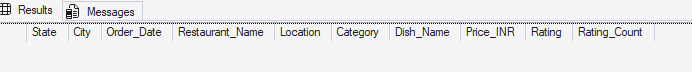 Results Messages
State City Order_Date Restaurant_Name Location Category Dish_Name Price_INR Rating Rating_Count